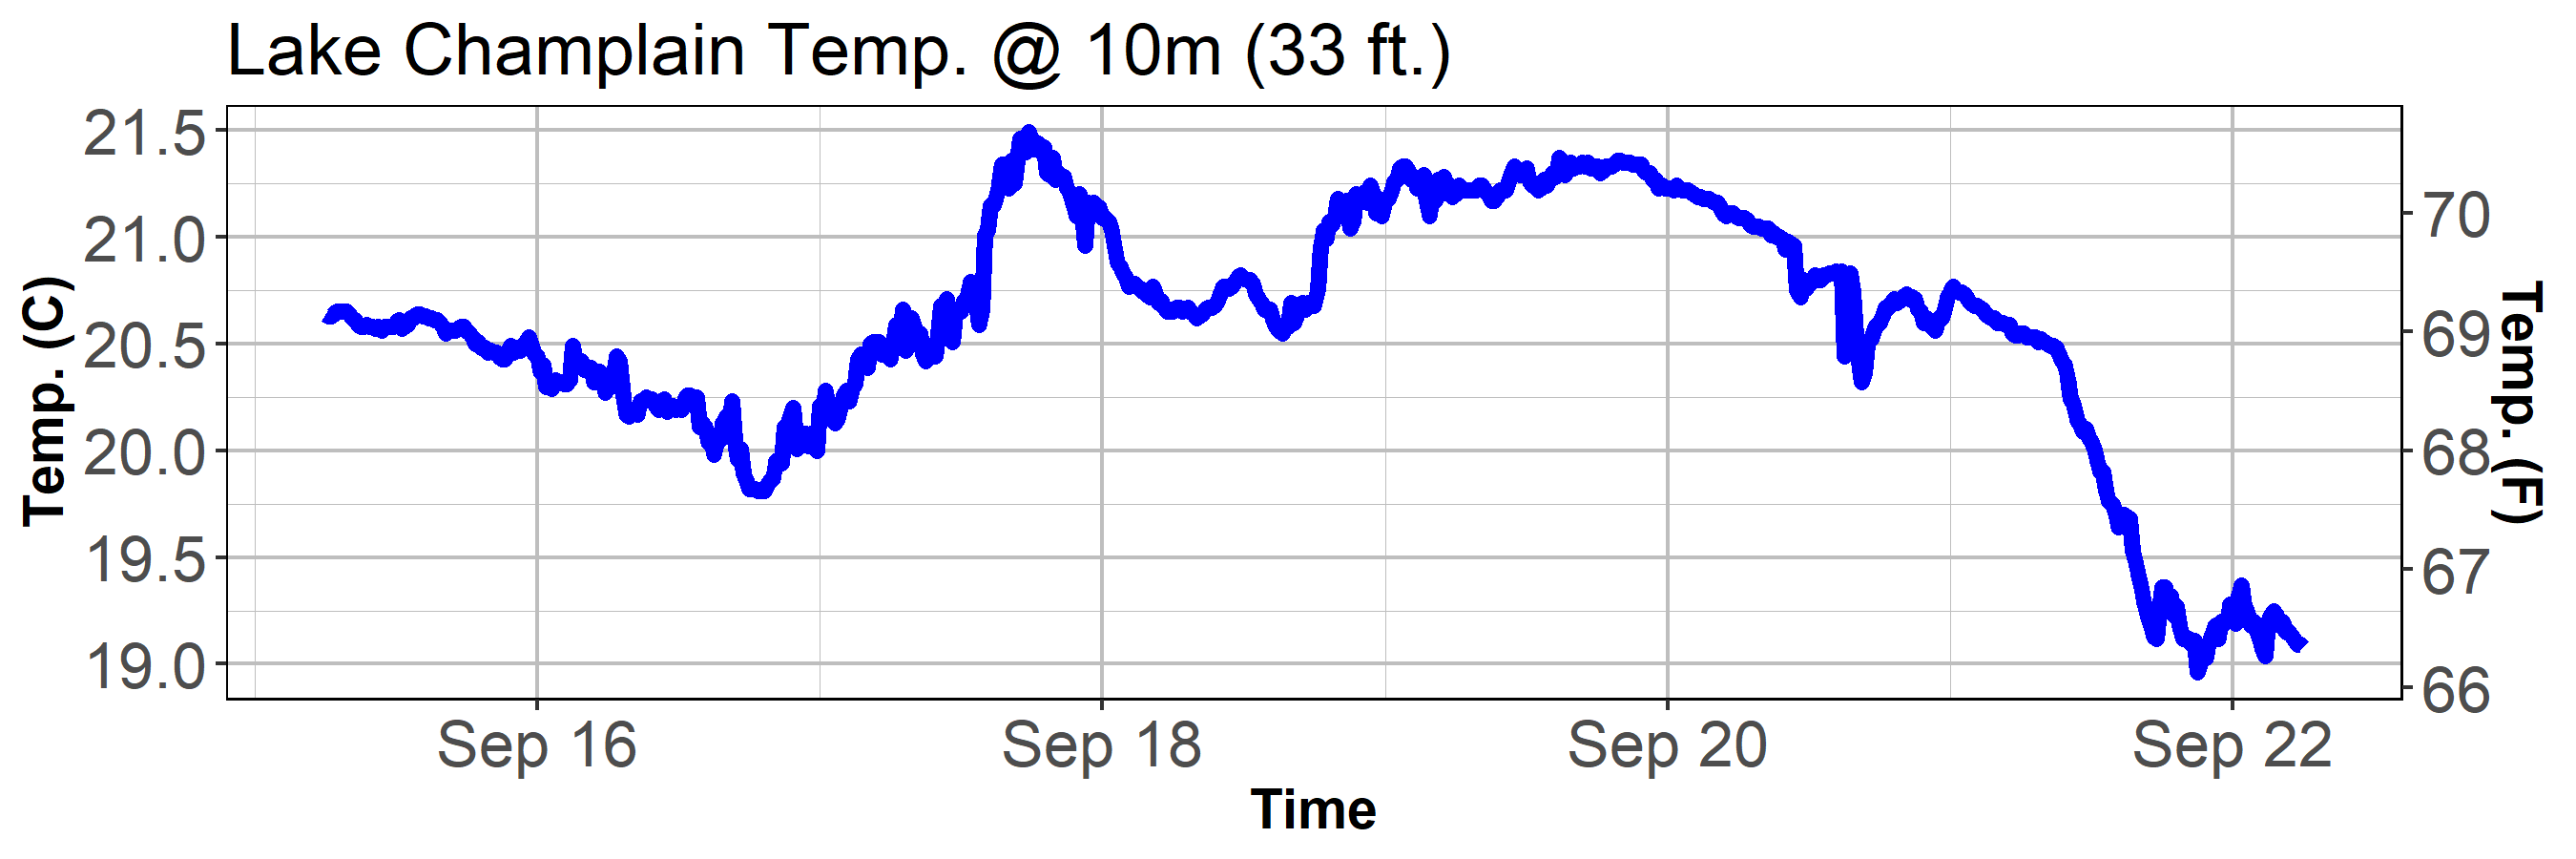 Lake Champlain Temp. @ 10m (33 ft.)
Temp. (C)
21.5
21.0
20.5
20.0
19.5
19.0
70
69
68
67
66
Temp. (F)
Sep 16 Sep 18 Sep 20 Sep 22
Time